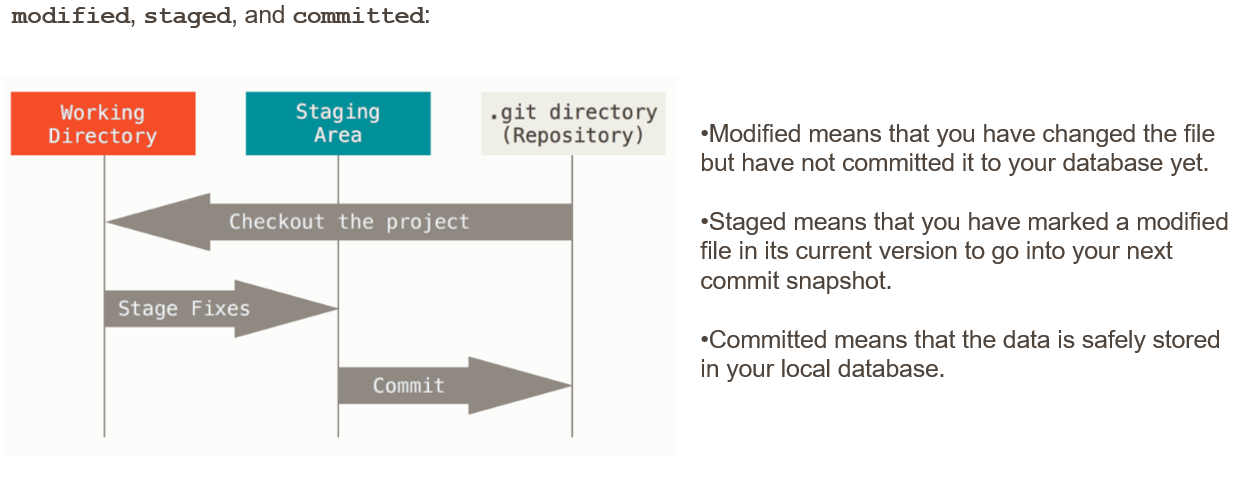 modified, staged, and committed:
Working
Directory
Staging
Area
.git directory
(Repository)
Checkout the project
Stage Fixes
Commit
•Modified means that you have changed the file
but have not committed it to your database yet.
•Staged means that you have marked a modified
file in its current version to go into your next
commit snapshot.
•Committed means that the data is safely stored
in your local database.